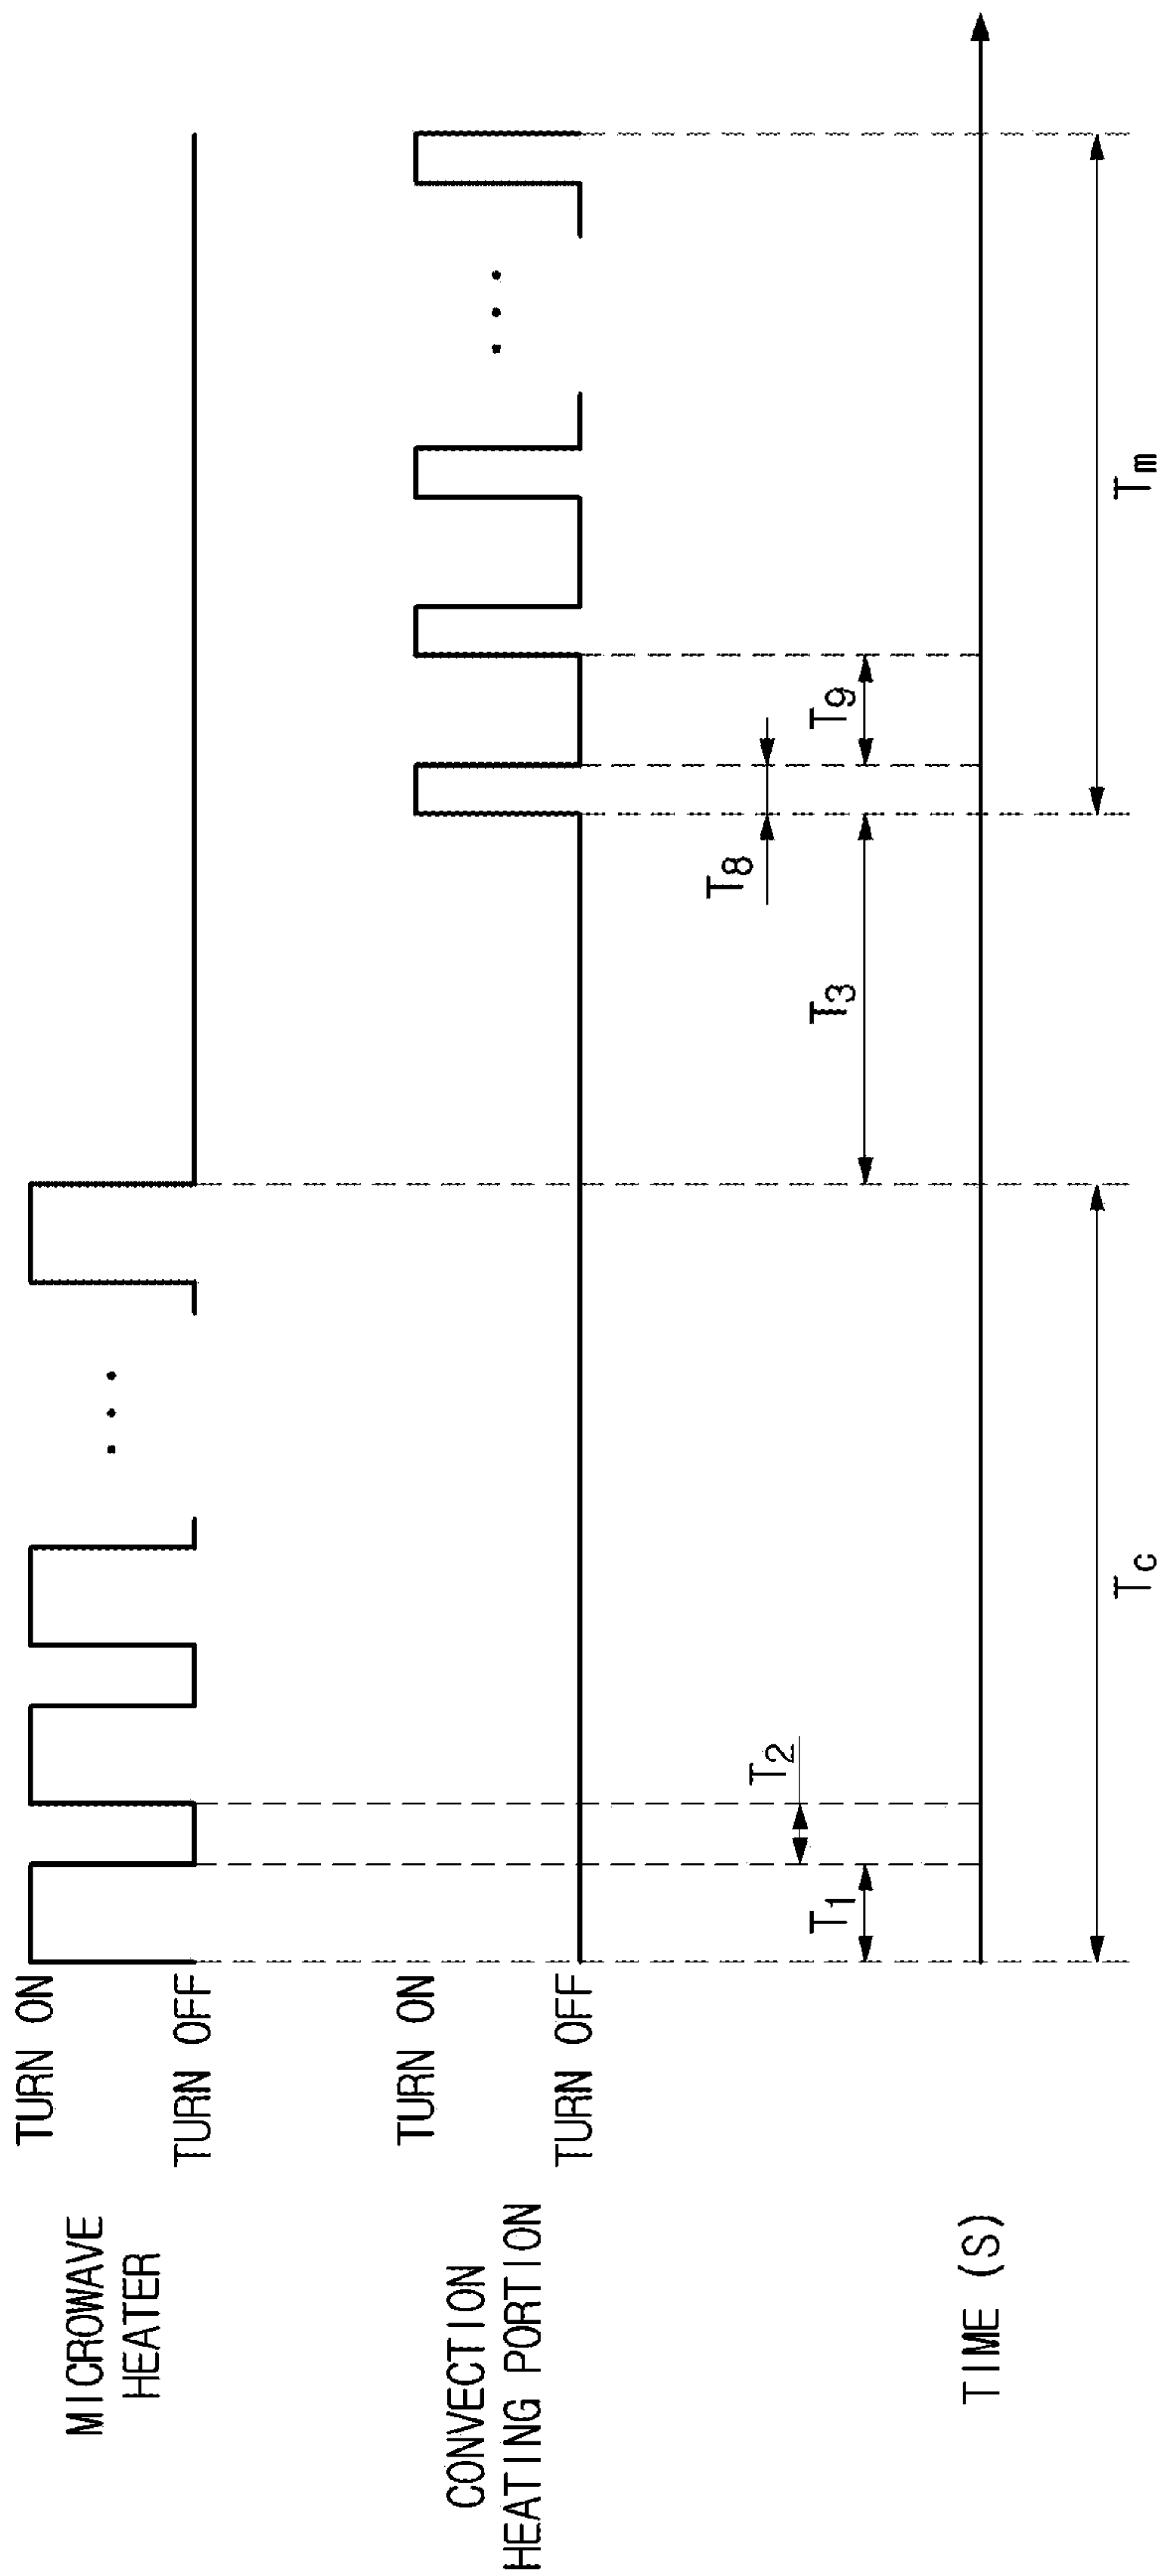 MICROWAVE
HEATER
TURN ON
TURN OFF
CONVECTION
HEATING PORTION
TURN ON
TURN OFF
T8
T2
T1
T3
T9
TIME (S)
Tc
Tm